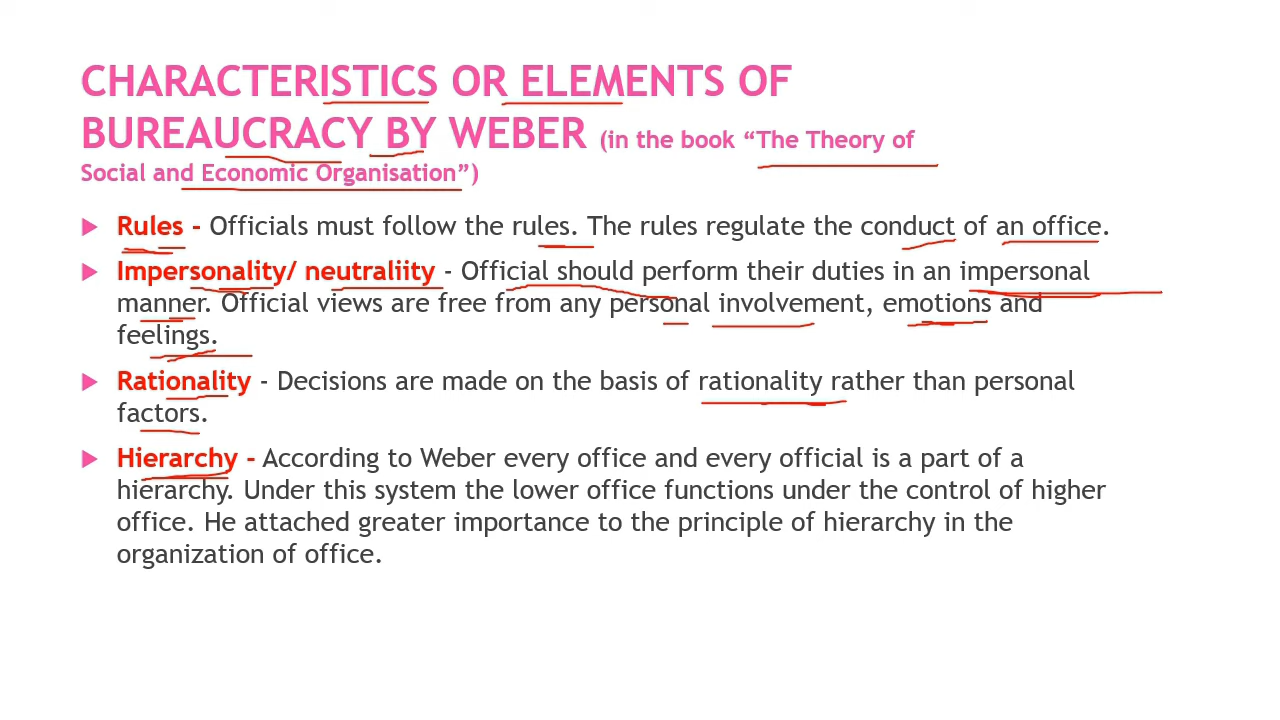 CHARACTERISTICS OR ELEMENTS OF
BUREAUCRACY BY WEBER (in the book “The Theory of
Social and Economic Organisation”)
Rules - Officials must follow the rules. The rules regulate the conduct of an office.
Impersonality/ neutraliity - Official should perform their duties in an impersonal
manner. Official views are free from any personal involvement, emotions and
feelings.
Rationality - Decisions are made on the basis of rationality rather than personal
factors.
Hierarchy - According to Weber every office and every official is a part of a
hierarchy. Under this system the lower office functions under the control of higher
office. He attached greater importance to the principle of hierarchy in the
organization of office.